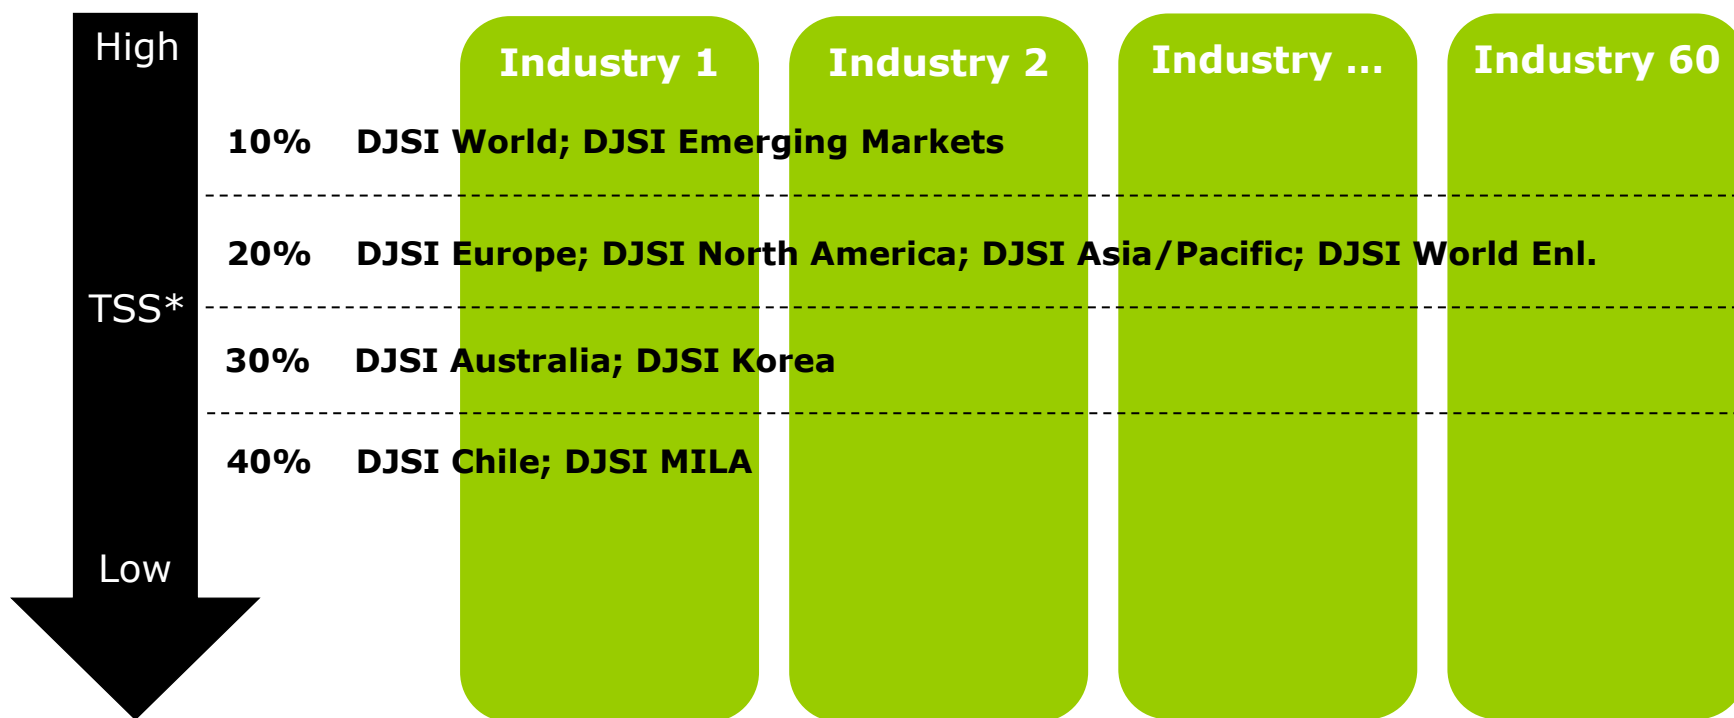 High
Industry 1
Industry 2
Industry ...
Industry 60
10% DJSI World; DJSI Emerging Markets
20% DJSI Europe; DJSI North America; DJSI Asia/Pacific; DJSI World Enl.
TSS*
30% DJSI Australia; DJSI Korea
40% DJSI Chile; DJSI MILA
Low